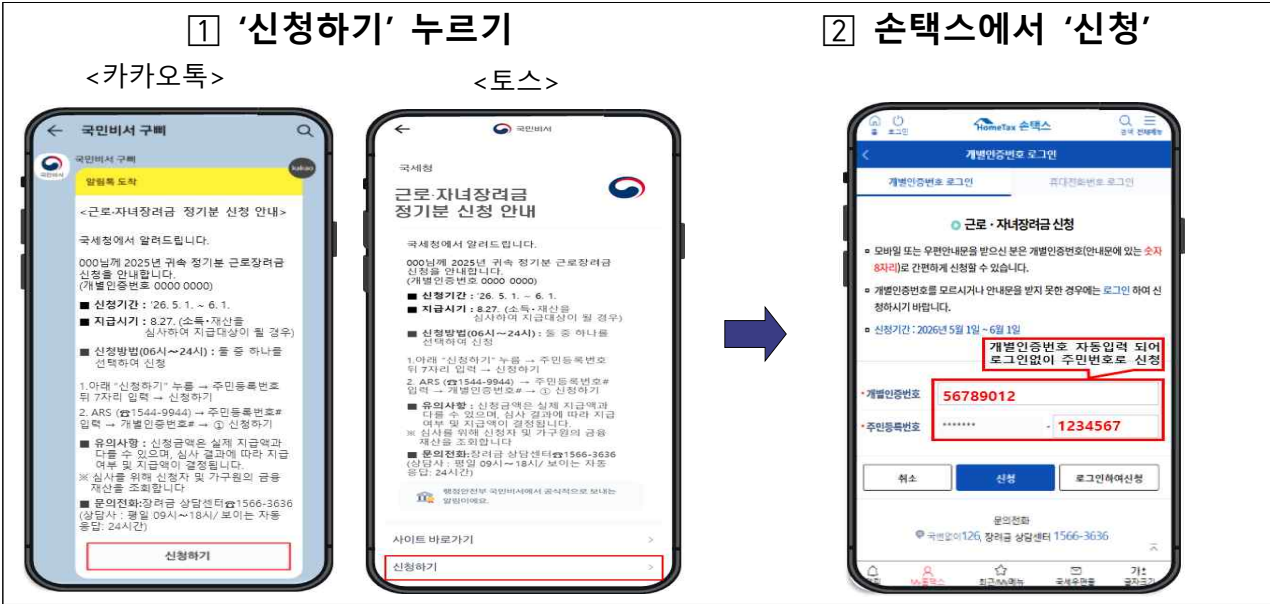 1 ‘신청하기’ 누르기
<카카오톡>
<토스>
국민비서 구삐
국민비서 구삐
kakao
알림톡 도착
<근로·자녀장려금 정기분 신청 안내>
국세청에서 알려드립니다.
000님께 2025년 귀속 정기분 근로장려금
신청을 안내합니다.
(개별인증번호 0000 0000)
■ 신청기간 : '26. 5. 1. ~ 6. 1.
■ 지급시기 : 8.27. (소득·재산을
심사하여 지급대상이 될 경우)
■ 신청방법(06시~24시) : 둘 중 하나를
선택하여 신청
1.아래 "신청하기" 누름 → 주민등록번호
뒤 7자리 입력 → 신청하기
2. ARS (☎1544-9944) → 주민등록번호#
입력 → 개별인증번호# → ① 신청하기
■ 유의사항 : 신청금액은 실제 지급액과
다를 수 있으며, 심사 결과에 따라 지급
여부 및 지급액이 결정됩니다.
※ 심사를 위해 신청자 및 가구원의 금융
재산을 조회합니다
■ 문의전화:장려금 상담센터☎1566-3636
(상담사 : 평일 09시~18시/ 보이는 자동
응답: 24시간)
신청하기
국민비서
국세청
근로·자녀장려금
정기분 신청 안내
국세청에서 알려드립니다.
000님께 2025년 귀속 정기분 근로장려금
신청을 안내합니다.
(개별인증번호 0000 0000)
■ 신청기간 : '26. 5. 1. ~ 6. 1.
■ 지급시기 : 8.27. (소득·재산을
심사하여 지급대상이 될 경우)
■ 신청방법(06시~24시) : 둘 중 하나를
선택하여 신청
1.아래 "신청하기" 누름 → 주민등록번호
뒤 7자리 입력 → 신청하기
2. ARS (☎1544-9944) → 주민등록번호#
입력 → 개별인증번호# → ① 신청하기
■ 유의사항 : 신청금액은 실제 지급액과
다를 수 있으며, 심사 결과에 따라 지급
여부 및 지급액이 결정됩니다.
※ 심사를 위해 신청자 및 가구원의 금융
재산을 조회합니다
■ 문의전화:장려금 상담센터☎1566-3636
(상담사 : 평일 09시~18시/ 보이는 자동
응답: 24시간)
행정안전부 국민비서에서 공식적으로 보내는
알림이에요.
사이트 바로가기
신청하기
2 손택스에서 ‘신청’
홈 로그인
HomeTax 손택스
검색 전체메뉴
개별인증번호 로그인
개별인증번호 로그인
휴대전화번호 로그인
근로·자녀장려금 신청
모바일 또는 우편안내문을 받으신 분은 개별인증번호(안내문에 있는 숫자
8자리)로 간편하게 신청할 수 있습니다.
개별인증번호를 모르시거나 안내문을 받지 못한 경우에는 로그인 하여 신
청하시기 바랍니다.
신청기간 : 2026년 5월 1일 ~ 6월 1일
개별인증번호 자동입력 되어
로그인없이 주민번호로 신청
개별인증번호 56789012
주민등록번호 ******* - 1234567
취소
신청
로그인하여신청
문의전화
국번없이126, 장려금 상담센터 1566-3636
My홈택스
최근/My메뉴
국세우편물
글자크기